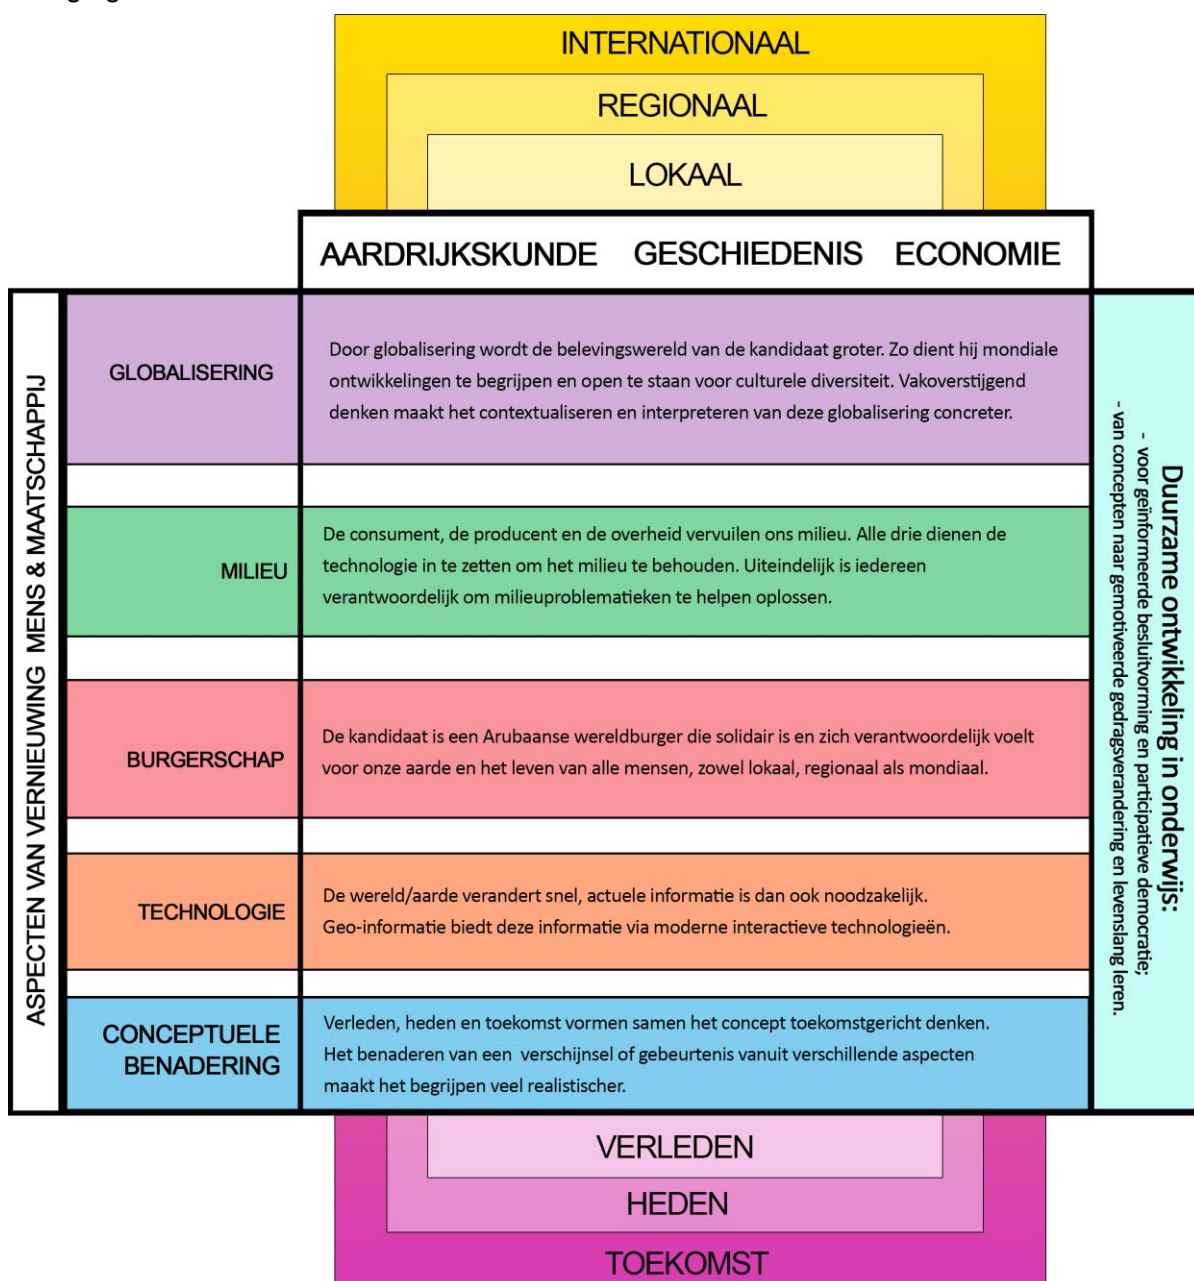 INTERNATIONAAL
REGIONAAL
LOKAAL
AARDRIJKSKUNDE GESCHIEDENIS ECONOMIE
ASPECTEN VAN VERNIEUWING MENS & MAATSCHAPPIJ
GLOBALISERING
Door globalisering wordt de belevingswereld van de kandidaat groter. Zo dient hij mondiale
ontwikkelingen te begrijpen en open te staan voor culturele diversiteit. Vakoverstijgend
denken maakt het contextualiseren en interpreteren van deze globalisering concreter.
MILIEU
De consument, de producent en de overheid vervuilen ons milieu. Alle drie dienen de
technologie in te zetten om het milieu te behouden. Uiteindelijk is iedereen
verantwoordelijk om milieuproblematieken te helpen oplossen.
BURGERSCHAP
De kandidaat is een Arubaanse wereldburger die solidair is en zich verantwoordelijk voelt
voor onze aarde en het leven van alle mensen, zowel lokaal, regionaal als mondiaal.
TECHNOLOGIE
De wereld/aarde verandert snel, actuele informatie is dan ook noodzakelijk.
Geo-informatie biedt deze informatie via moderne interactieve technologieën.
CONCEPTUELE
BENADERING
Verleden, heden en toekomst vormen samen het concept toekomstgericht denken.
Het benaderen van een verschijnsel of gebeurtenis vanuit verschillende aspecten
maakt het begrijpen veel realistischer.
Duurzame ontwikkeling in onderwijs:
- voor geïnformeerde besluitvorming en participatieve democratie;
- van concepten naar gemotiveerde gedragsverandering en levenslang leren.
VERLEDEN
HEDEN
TOEKOMST